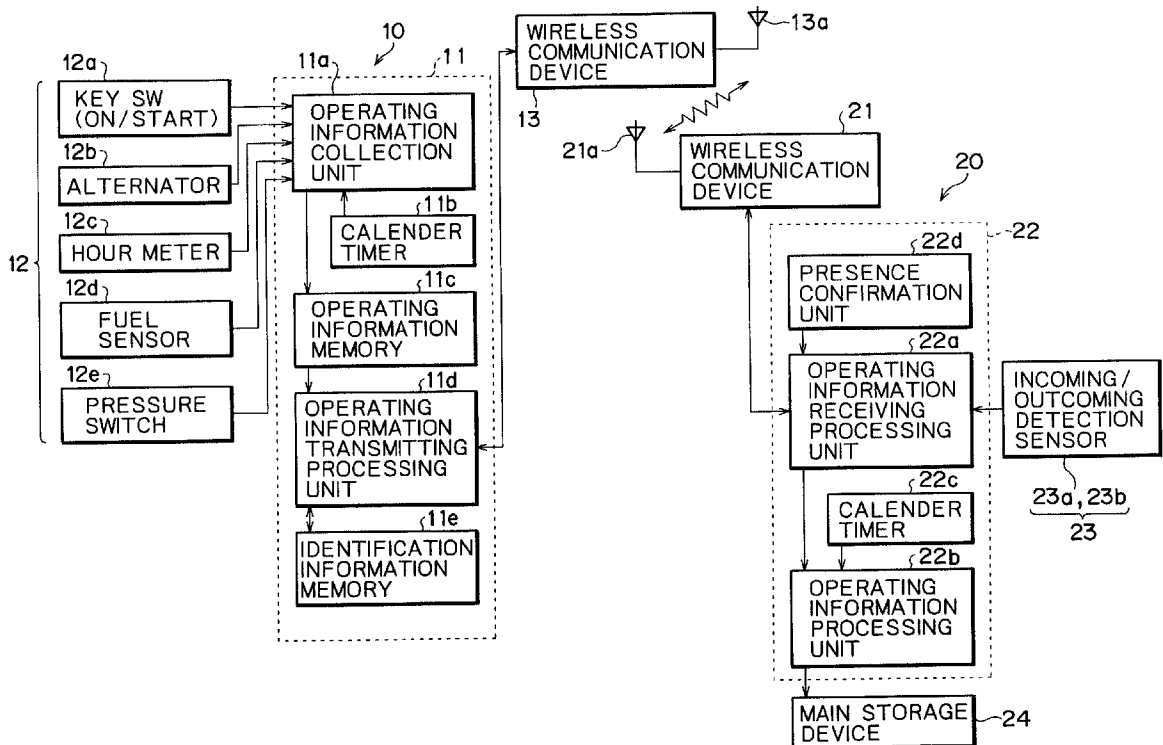 10
11
12
12a
KEY SW
(ON/START)
12b
ALTERNATOR
12c
HOUR METER
12d
FUEL
SENSOR
12e
PRESSURE
SWITCH
11a
OPERATING
INFORMATION
COLLECTION
UNIT
11b
CALENDER
TIMER
11c
OPERATING
INFORMATION
MEMORY
11d
OPERATING
INFORMATION
TRANSMITTING
PROCESSING
UNIT
11e
IDENTIFICATION
INFORMATION
MEMORY
WIRELESS
COMMUNICATION
DEVICE
13
13a
21a
21
WIRELESS
COMMUNICATION
DEVICE
20
22
22d
PRESENCE
CONFIRMATION
UNIT
22a
OPERATING
INFORMATION
RECEIVING
PROCESSING
UNIT
INCOMING/
OUTCOMING
DETECTION
SENSOR
23a, 23b
23
22c
CALENDER
TIMER
22b
OPERATING
INFORMATION
PROCESSING
UNIT
MAIN STORAGE
DEVICE
24